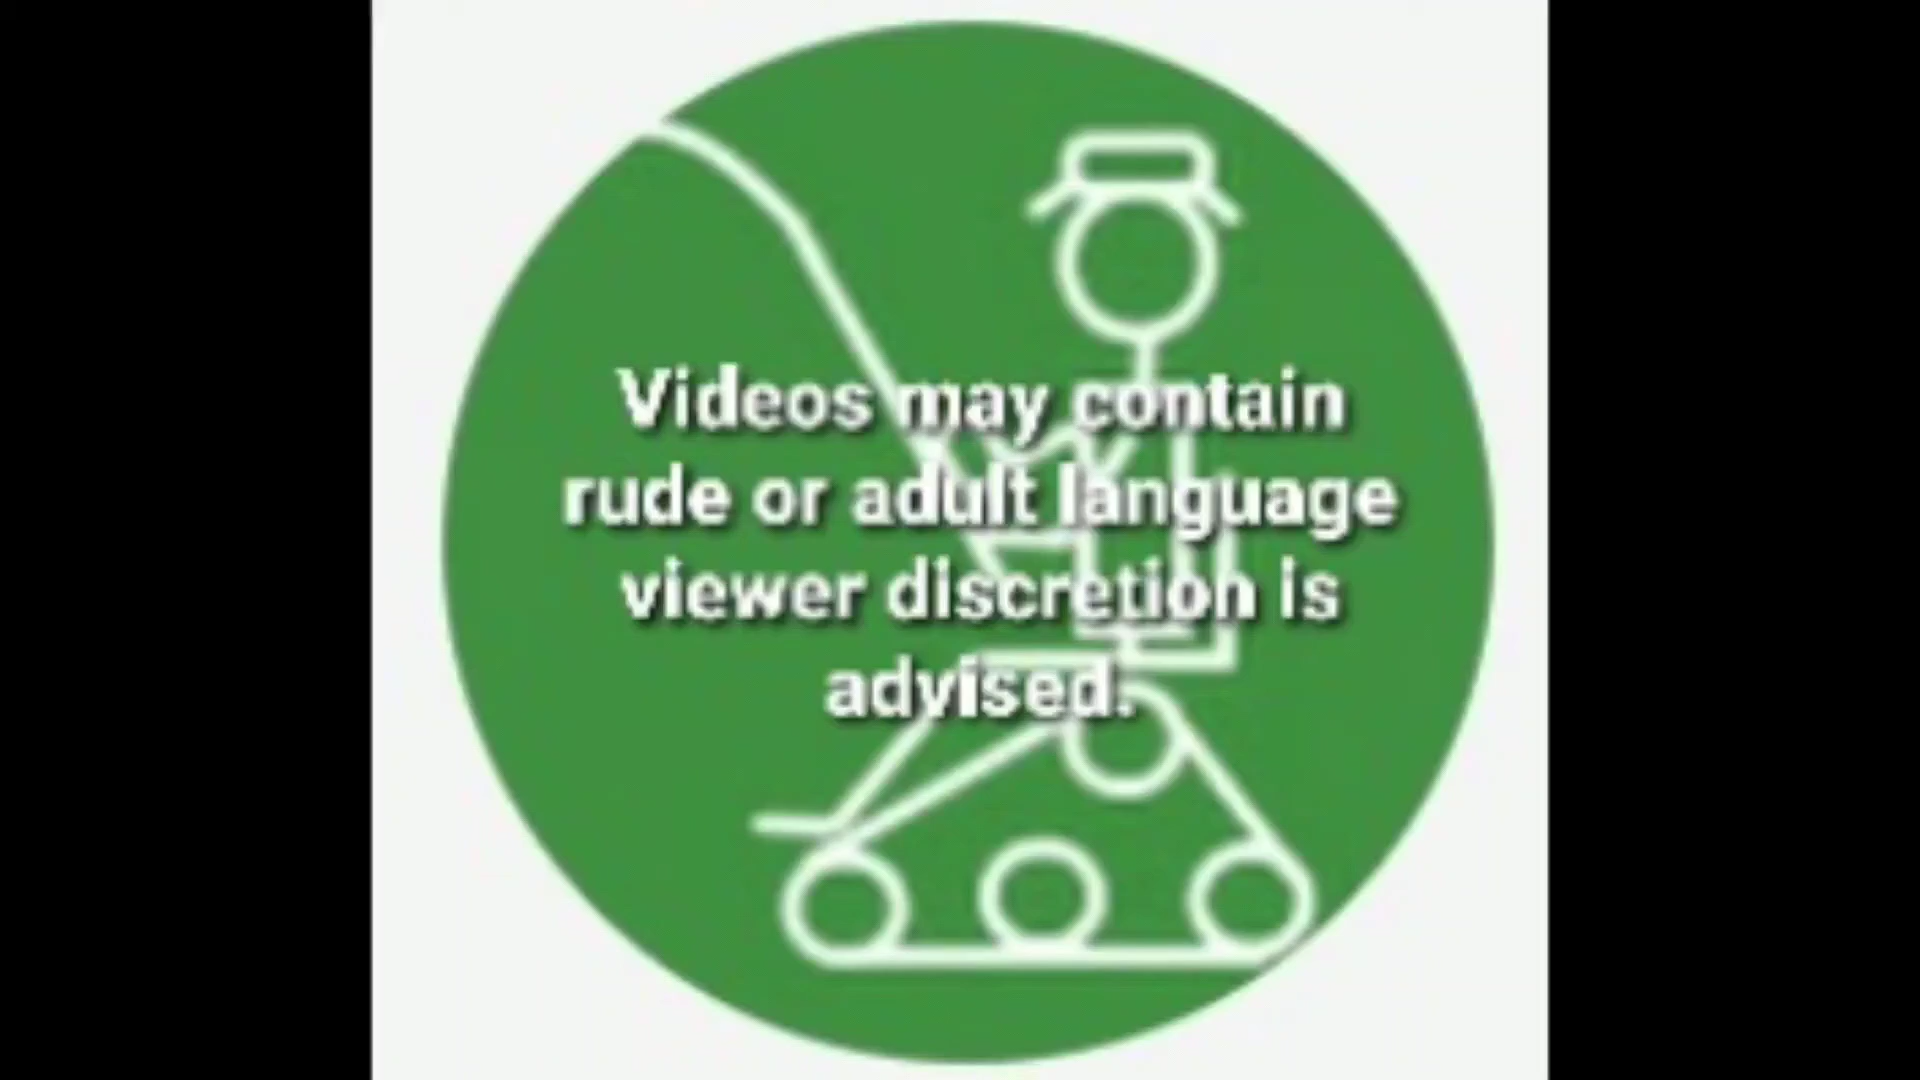 Videos may contain
rude or adult language
viewer discretion is
advised.